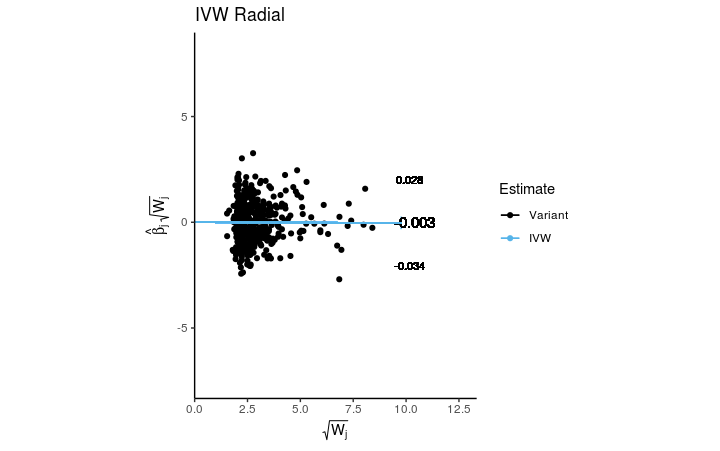 IVW Radial
5
0
-5
β̂j√Wj
0.028
-0.003
-0.034
0.0
2.5
5.0
7.5
10.0
12.5
√Wj
Estimate
Variant
IVW